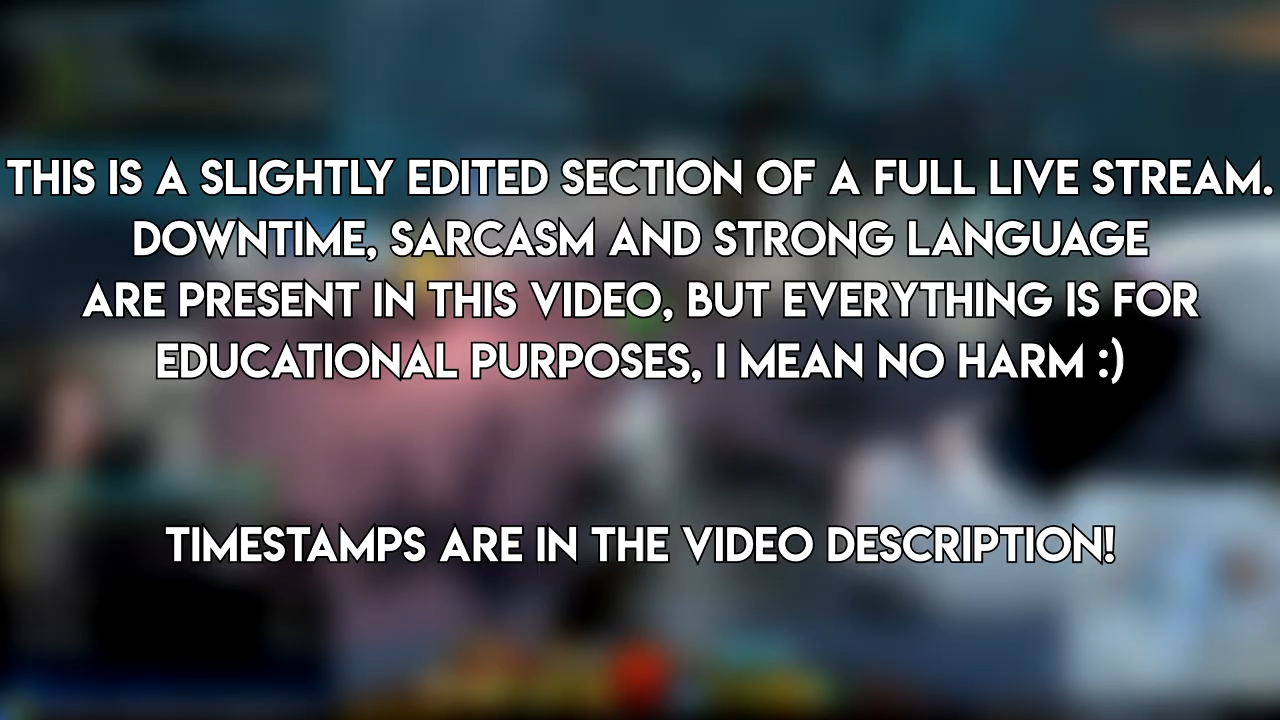 THIS IS A SLIGHTLY EDITED SECTION OF A FULL LIVE STREAM.
DOWNTIME, SARCASM AND STRONG LANGUAGE
ARE PRESENT IN THIS VIDEO, BUT EVERYTHING IS FOR
EDUCATIONAL PURPOSES, I MEAN NO HARM :)
TIMESTAMPS ARE IN THE VIDEO DESCRIPTION!